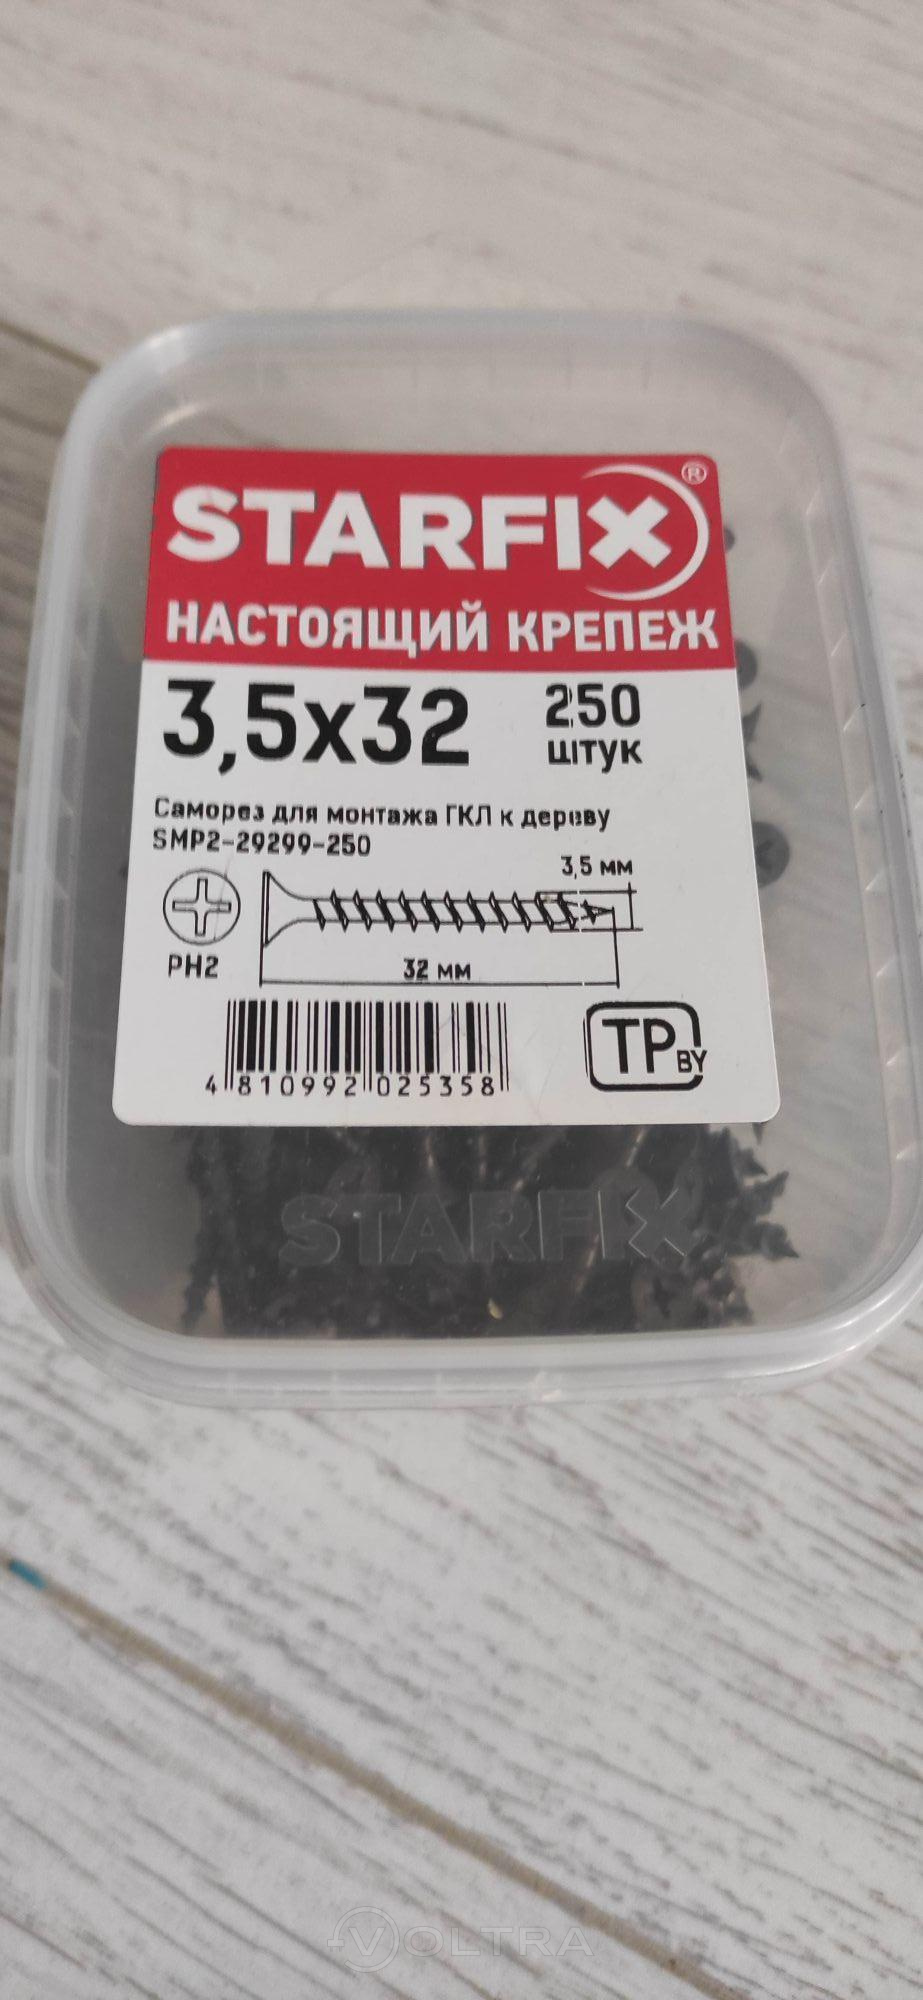 STARFIX®
НАСТОЯЩИЙ КРЕПЕЖ
3,5х32
250
штук
Саморез для монтажа ГКЛ к дереву
SMP2-29299-250
3,5 мм
PH2
32 мм
4 810992 025358
TP BY
STARFIX
VOLTRA